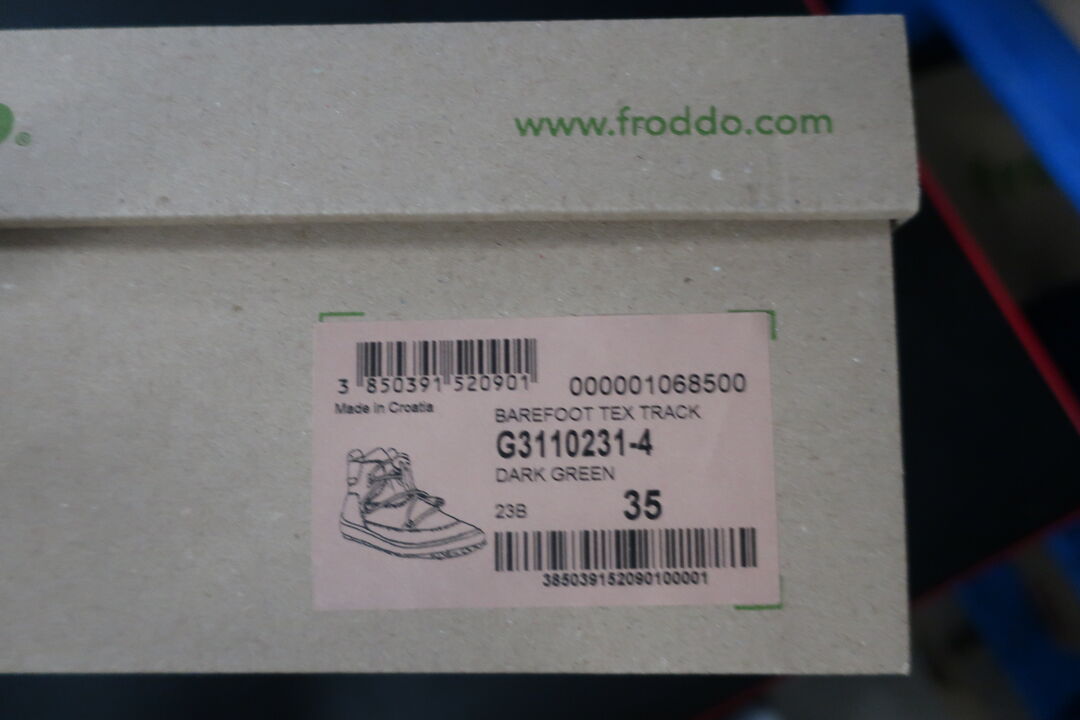 ®
www.froddo.com
3 850391 520901
000001068500
Made in Croatia
BAREFOOT TEX TRACK
G3110231-4
DARK GREEN
23B 35
385039152090100001